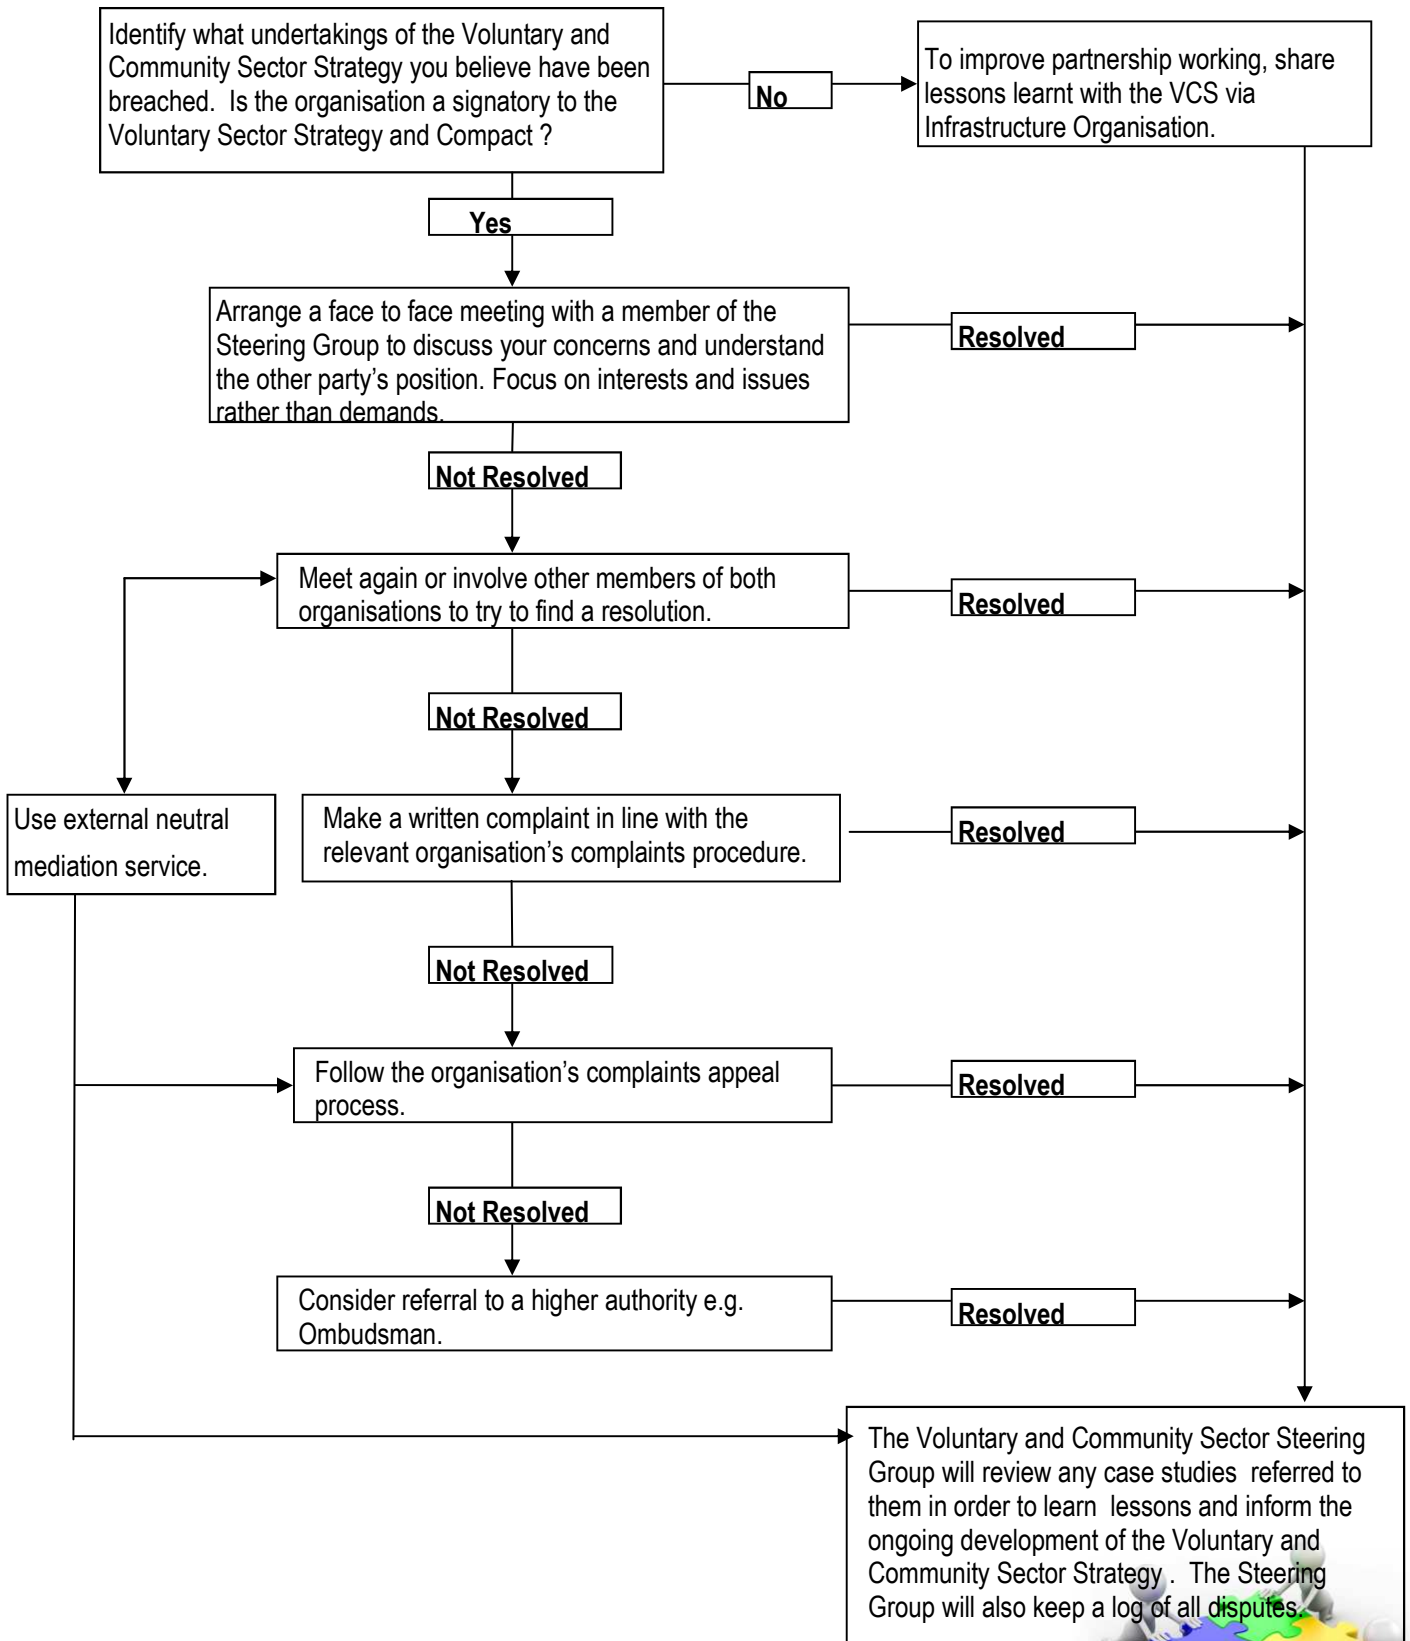 Identify what undertakings of the Voluntary and
Community Sector Strategy you believe have been
breached.  Is the organisation a signatory to the
Voluntary Sector Strategy and Compact ?
No
To improve partnership working, share
lessons learnt with the VCS via
Infrastructure Organisation.
Yes
Arrange a face to face meeting with a member of the
Steering Group to discuss your concerns and understand
the other party’s position. Focus on interests and issues
rather than demands.
Resolved
Not Resolved
Meet again or involve other members of both
organisations to try to find a resolution.
Resolved
Not Resolved
Use external neutral
mediation service.
Make a written complaint in line with the
relevant organisation’s complaints procedure.
Resolved
Not Resolved
Follow the organisation’s complaints appeal
process.
Resolved
Not Resolved
Consider referral to a higher authority e.g.
Ombudsman.
Resolved
The Voluntary and Community Sector Steering
Group will review any case studies  referred to
them in order to learn  lessons and inform the
ongoing development of the Voluntary and
Community Sector Strategy .  The Steering
Group will also keep a log of all disputes.